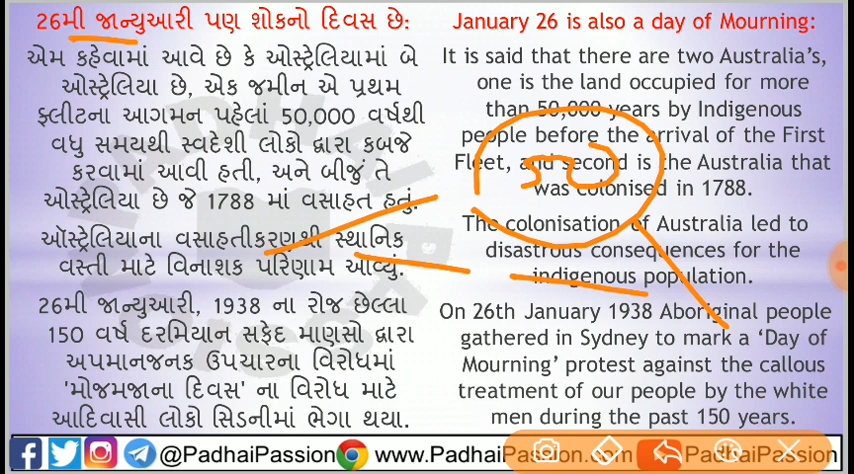 26મી જાન્યુઆરી પણ શોકનો દિવસ છે:
એમ કહેવામાં આવે છે કે ઓસ્ટ્રેલિયામાં બે
ઓસ્ટ્રેલિયા છે, એક જમીન એ પ્રથમ
ફ્લીટના આગમન પહેલાં 50,000 વર્ષથી
વધુ સમયથી સ્વદેશી લોકો દ્વારા કબજે
કરવામાં આવી હતી, અને બીજું તે
ઓસ્ટ્રેલિયા છે જે 1788 માં વસાહત હતું.
ઑસ્ટ્રેલિયાના વસાહતીકરણથી સ્થાનિક
વસ્તી માટે વિનાશક પરિણામ આવ્યું.
26મી જાન્યુઆરી, 1938 ના રોજ છેલ્લા
150 વર્ષ દરમિયાન સફેદ માણસો દ્વારા
અપમાનજનક ઉપચારના વિરોધમાં
'મોજમજાના દિવસ' ના વિરોધ માટે
આદિવાસી લોકો સિડનીમાં ભેગા થયા.
January 26 is also a day of Mourning:
It is said that there are two Australia's,
one is the land occupied for more
than 50,000 years by Indigenous
people before the arrival of the First
Fleet, and second is the Australia that
was colonised in 1788.
The colonisation of Australia led to
disastrous consequences for the
indigenous population.
On 26th January 1938 Aboriginal people
gathered in Sydney to mark a ‘Day of
Mourning’ protest against the callous
treatment of our people by the white
men during the past 150 years.
@PadhaiPassion www.PadhaiPassion.com PadhaiPassion